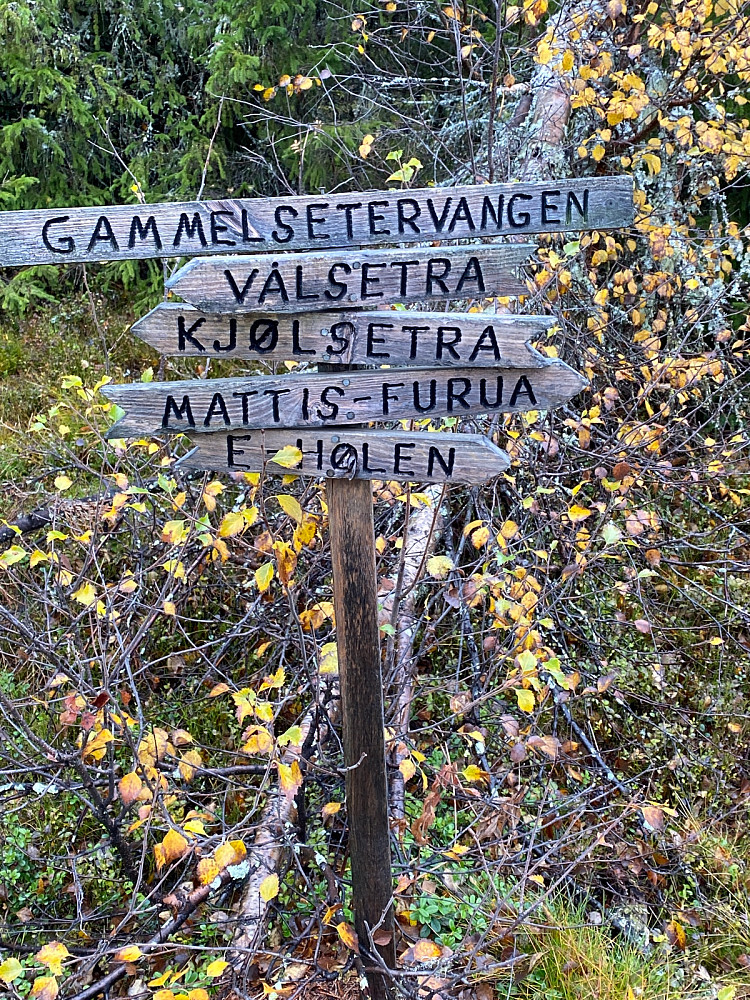 GAMMELSETERVANGEN
VÅLSETRA
KJØLSETRA
MATTIS-FURUA
E-HØLEN